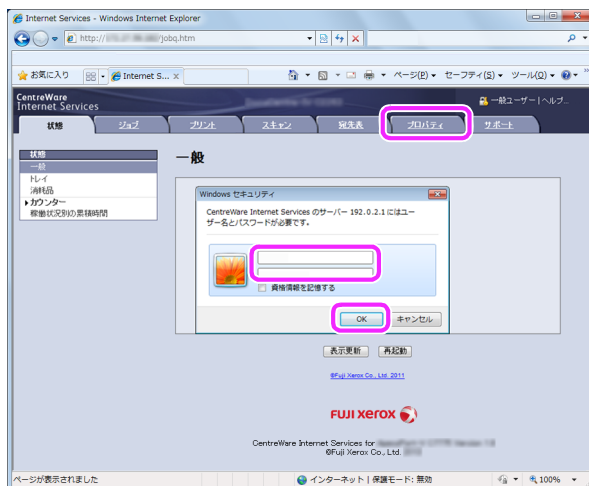 Internet Services - Windows Internet Explorer
http:// /jobq.htm
お気に入り Internet S... x ページ(P) セーフティ(S) ツール(O)
CentreWare
Internet Services
一般ユーザー | ヘルプ...
状態 ジョブ プリント スキャン 宛先表 プロパティ サポート
状態
一般
トレイ
消耗品
カウンター
稼働状況別の累積時間
一般
Windows セキュリティ
CentreWare Internet Services のサーバー 192.0.2.1 にはユー
ザー名とパスワードが必要です。
資格情報を記憶する
OK キャンセル
表示更新 再起動
©Fuji Xerox Co., Ltd. 2011
FUJI XEROX
CentreWare Internet Services for
©Fuji Xerox Co., Ltd.
ページが表示されました インターネット | 保護モード: 無効 100%